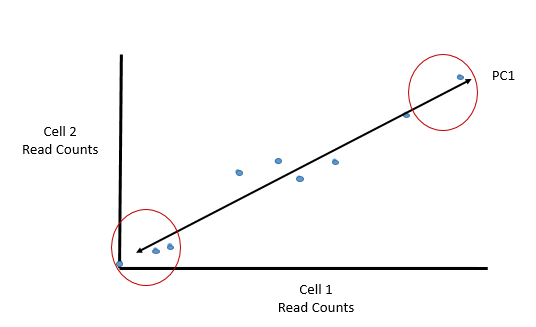 PC1
Cell 2
Read Counts
Cell 1
Read Counts